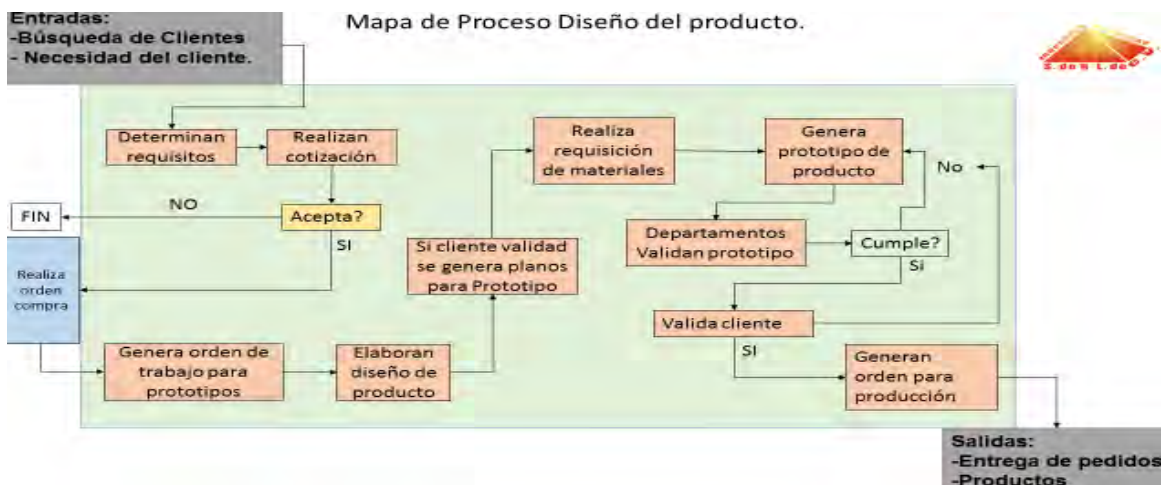 Entradas:
-Búsqueda de Clientes
- Necesidad del cliente.
Mapa de Proceso Diseño del producto.
S. de R L. de C.V.
Determinan
requisitos
Realizan
cotización
Acepta?
NO
FIN
SI
Realiza
orden
compra
Genera orden de
trabajo para
prototipos
Elaboran
diseño de
producto
Si cliente validad
se genera planos
para Prototipo
Realiza
requisición
de materiales
Genera
prototipo de
producto
Departamentos
Validan prototipo
Cumple?
No
Si
Valida cliente
SI
Generan
orden para
producción
Salidas:
-Entrega de pedidos
-Productos